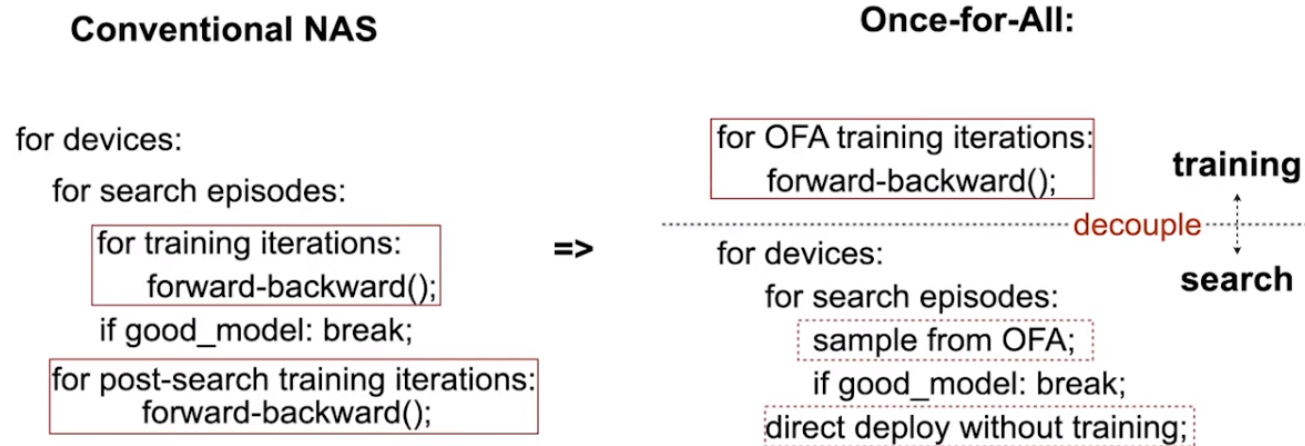 Conventional NAS
for devices:
for search episodes:
for training iterations:
forward-backward();
if good_model: break;
for post-search training iterations:
forward-backward();
=>
Once-for-All:
for OFA training iterations:
forward-backward();
training
decouple
search
for devices:
for search episodes:
sample from OFA;
if good_model: break;
direct deploy without training;